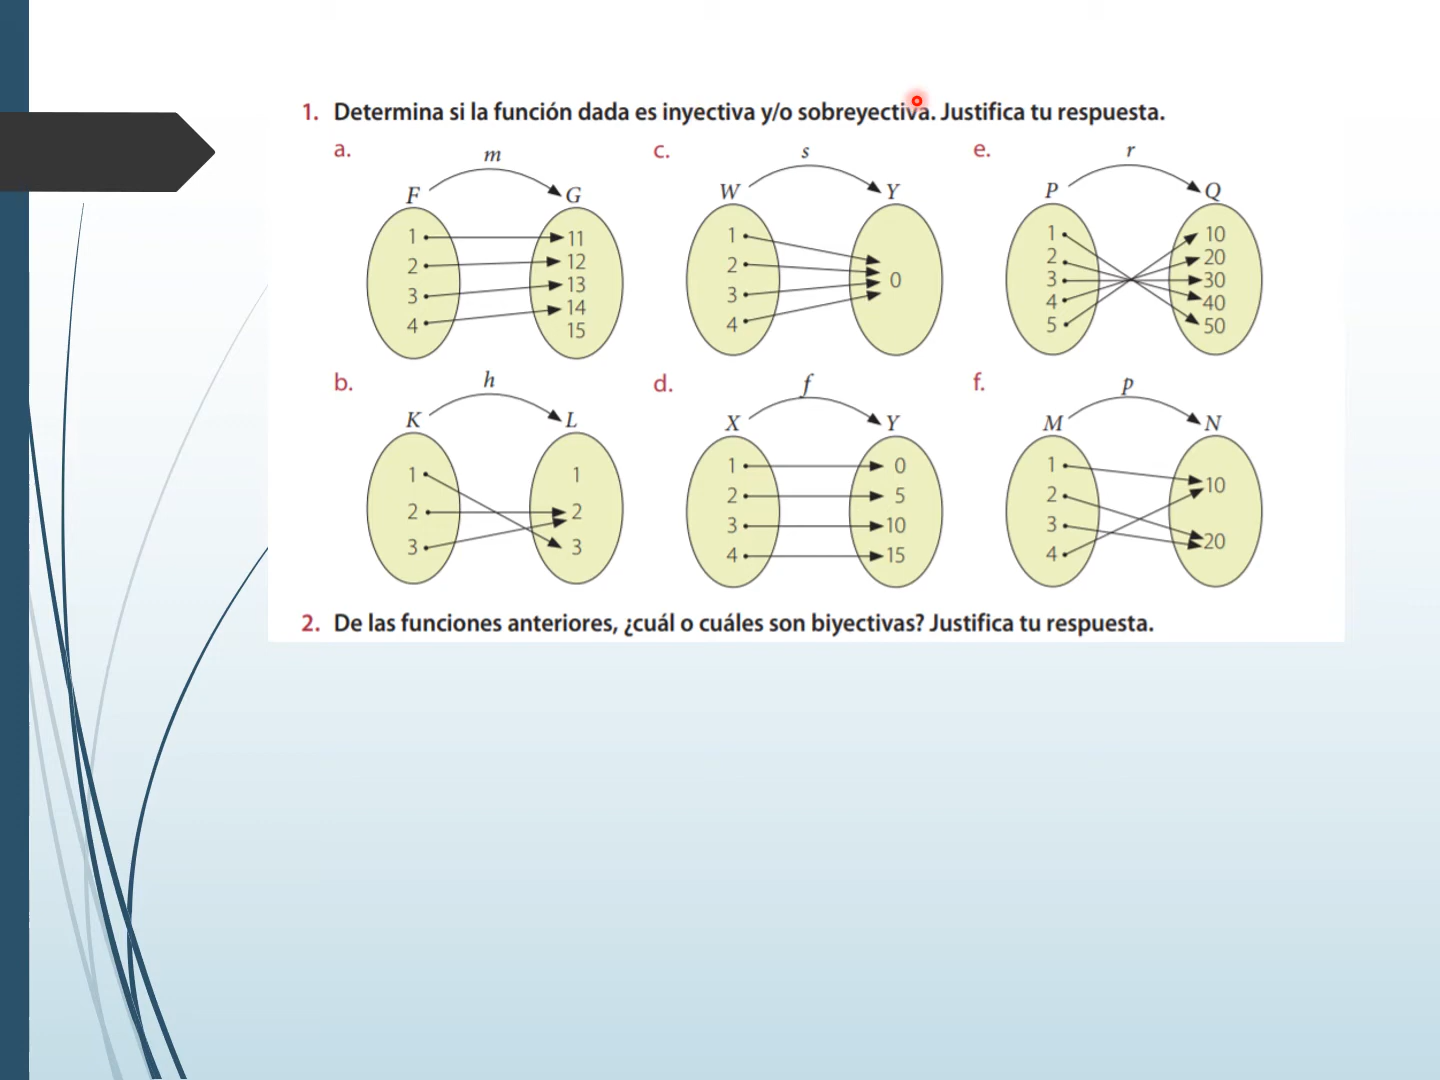 1. Determina si la función dada es inyectiva y/o sobreyectiva. Justifica tu respuesta.
a.
m
F G
1 11
2 12
3 13
4 14
15
c.
s
W Y
1
2 0
3
4
e.
r
P Q
1 10
2 20
3 30
4 40
5 50
b.
h
K L
1 1
2 2
3 3
d.
f
X Y
1 0
2 5
3 10
4 15
f.
p
M N
1 10
2
3 20
4
2. De las funciones anteriores, ¿cuál o cuáles son biyectivas? Justifica tu respuesta.